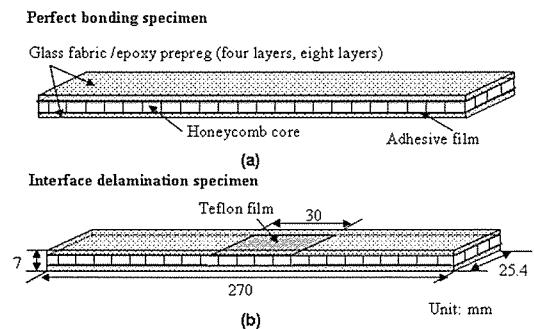 Perfect bonding specimen
Glass fabric /epoxy prepreg (four layers, eight layers)
Honeycomb core
Adhesive film
(a)
Interface delamination specimen
Teflon film
30
7
25.4
270
Unit: mm
(b)